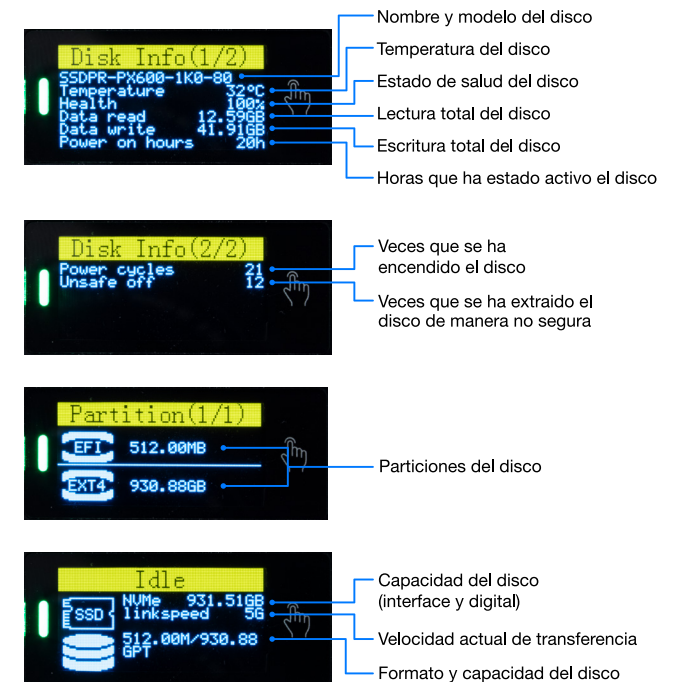 Disk Info(1/2)
SSDPR-PX600-1K0-80
Temperature 32°C
Health 100%
Data read 12.59GB
Data write 41.91GB
Power on hours 20h
Nombre y modelo del disco
Temperatura del disco
Estado de salud del disco
Lectura total del disco
Escritura total del disco
Horas que ha estado activo el disco
Disk Info(2/2)
Power cycles 21
Unsafe off 12
Veces que se ha
encendido el disco
Veces que se ha extraido el
disco de manera no segura
Partition(1/1)
EFI 512.00MB
EXT4 930.88GB
Particiones del disco
Idle
SSD
NVMe 931.51GB
linkspeed 5G
512.00M/930.88
GPT
Capacidad del disco
(interface y digital)
Velocidad actual de transferencia
Formato y capacidad del disco